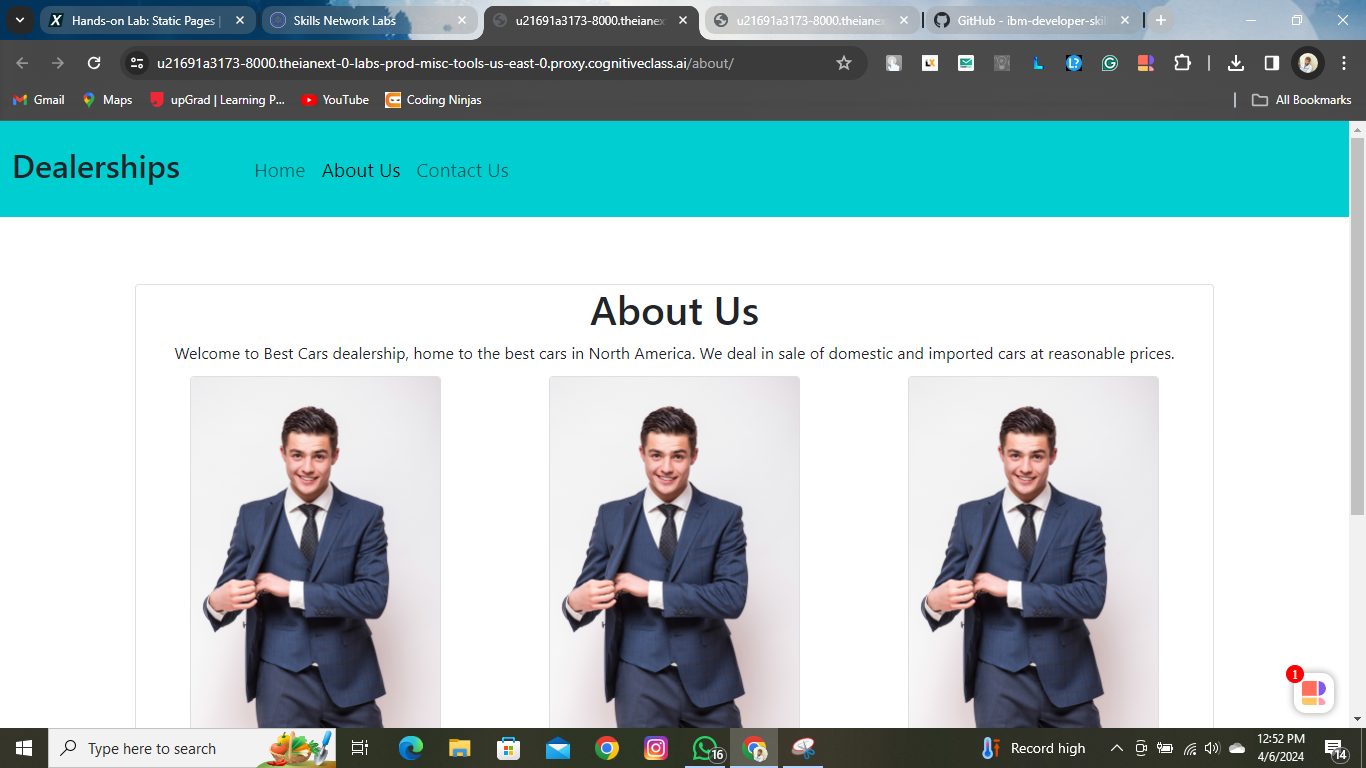 Hands-on Lab: Static Pages |
Skills Network Labs
u21691a3173-8000.theianex
u21691a3173-8000.theiane
GitHub - ibm-developer-skil
u21691a3173-8000.theianext-0-labs-prod-misc-tools-us-east-0.proxy.cognitiveclass.ai/about/
Gmail
Maps
upGrad | Learning P...
YouTube
Coding Ninjas
All Bookmarks
Dealerships
Home
About Us
Contact Us
About Us
Welcome to Best Cars dealership, home to the best cars in North America. We deal in sale of domestic and imported cars at reasonable prices.
1
Type here to search
16
Record high
12:52 PM
4/6/2024
14